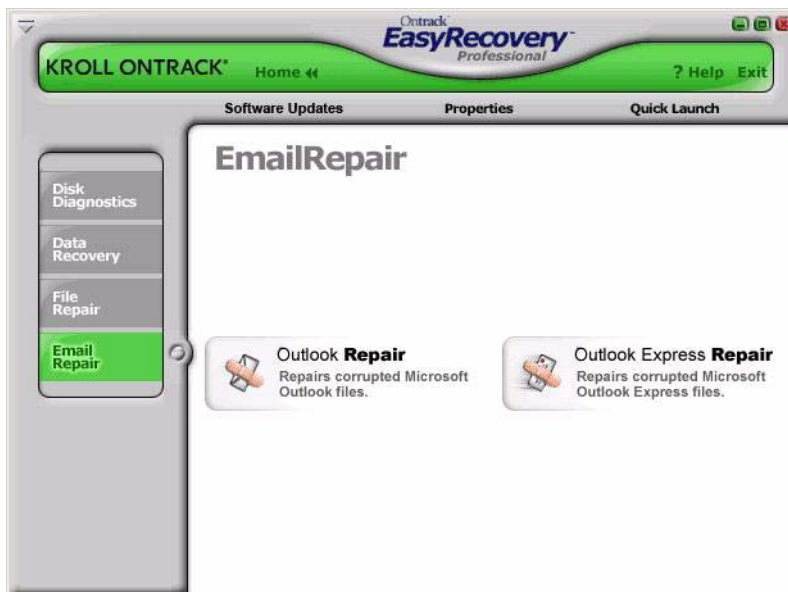 Ontrack
EasyRecovery
Professional
KROLL ONTRACK®
Home
? Help Exit
Software Updates Properties Quick Launch
EmailRepair
Disk
Diagnostics
Data
Recovery
File
Repair
Email
Repair
Outlook Repair
Repairs corrupted Microsoft
Outlook files.
Outlook Express Repair
Repairs corrupted Microsoft
Outlook Express files.